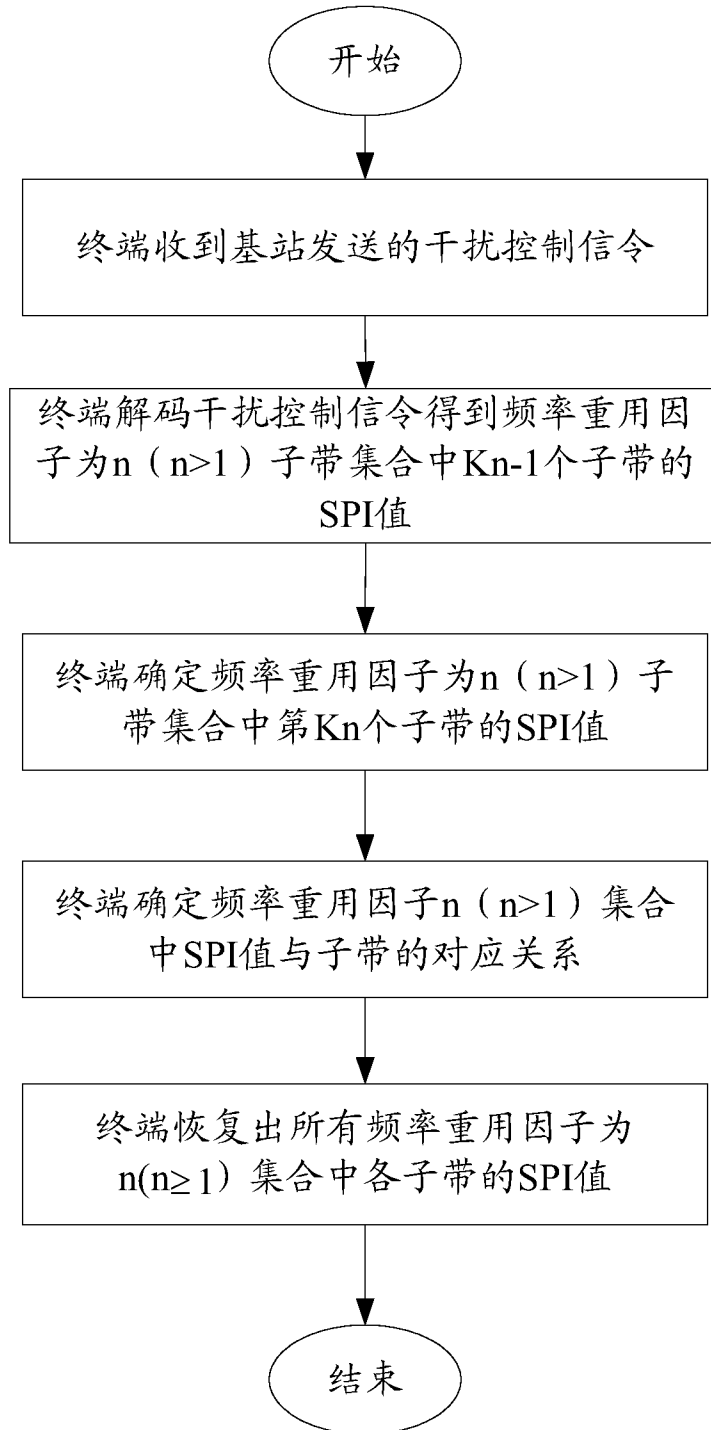 开始
终端收到基站发送的干扰控制信令
终端解码干扰控制信令得到频率重用因
子为n（n>1）子带集合中Kn-1个子带的
SPI值
终端确定频率重用因子为n（n>1）子
带集合中第Kn个子带的SPI值
终端确定频率重用因子n（n>1）集合
中SPI值与子带的对应关系
终端恢复出所有频率重用因子为
n(n≥1）集合中各子带的SPI值
结束